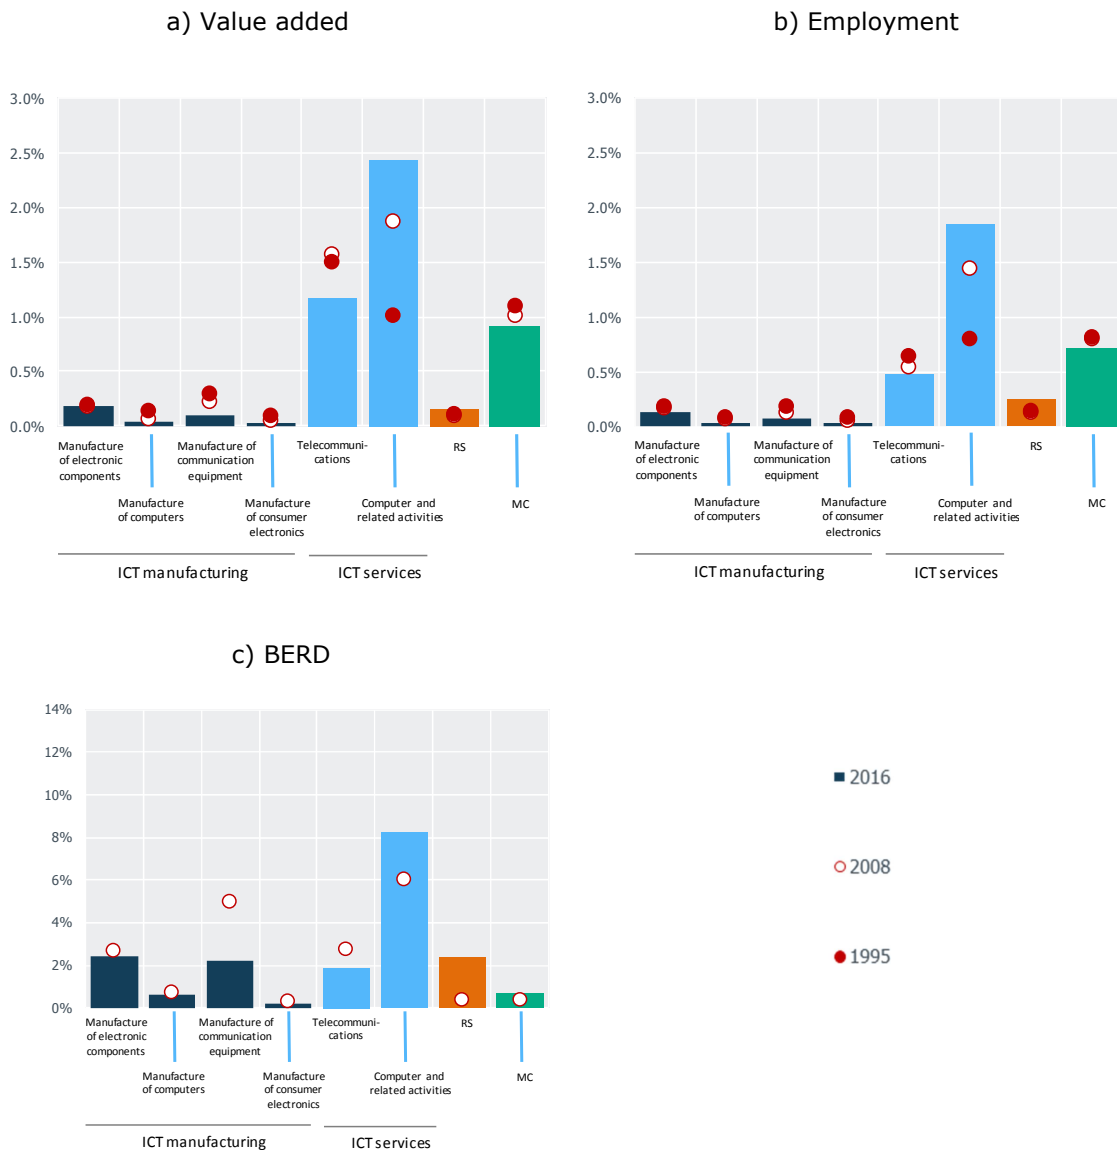 a) Value added
3.0%
2.5%
2.0%
1.5%
1.0%
0.5%
0.0%
Manufacture
of electronic
components
Manufacture
of computers
Manufacture of
communication
equipment
Manufacture
of consumer
electronics
Telecommuni-
cations
Computer and
related activities
RS
MC
ICT manufacturing
ICT services
b) Employment
3.0%
2.5%
2.0%
1.5%
1.0%
0.5%
0.0%
Manufacture
of electronic
components
Manufacture
of computers
Manufacture of
communication
equipment
Manufacture
of consumer
electronics
Telecommuni-
cations
Computer and
related activities
RS
MC
ICT manufacturing
ICT services
c) BERD
14%
12%
10%
8%
6%
4%
2%
0%
Manufacture
of electronic
components
Manufacture
of computers
Manufacture of
communication
equipment
Manufacture
of consumer
electronics
Telecommuni-
cations
Computer and
related activities
RS
MC
ICT manufacturing
ICT services
2016
2008
1995